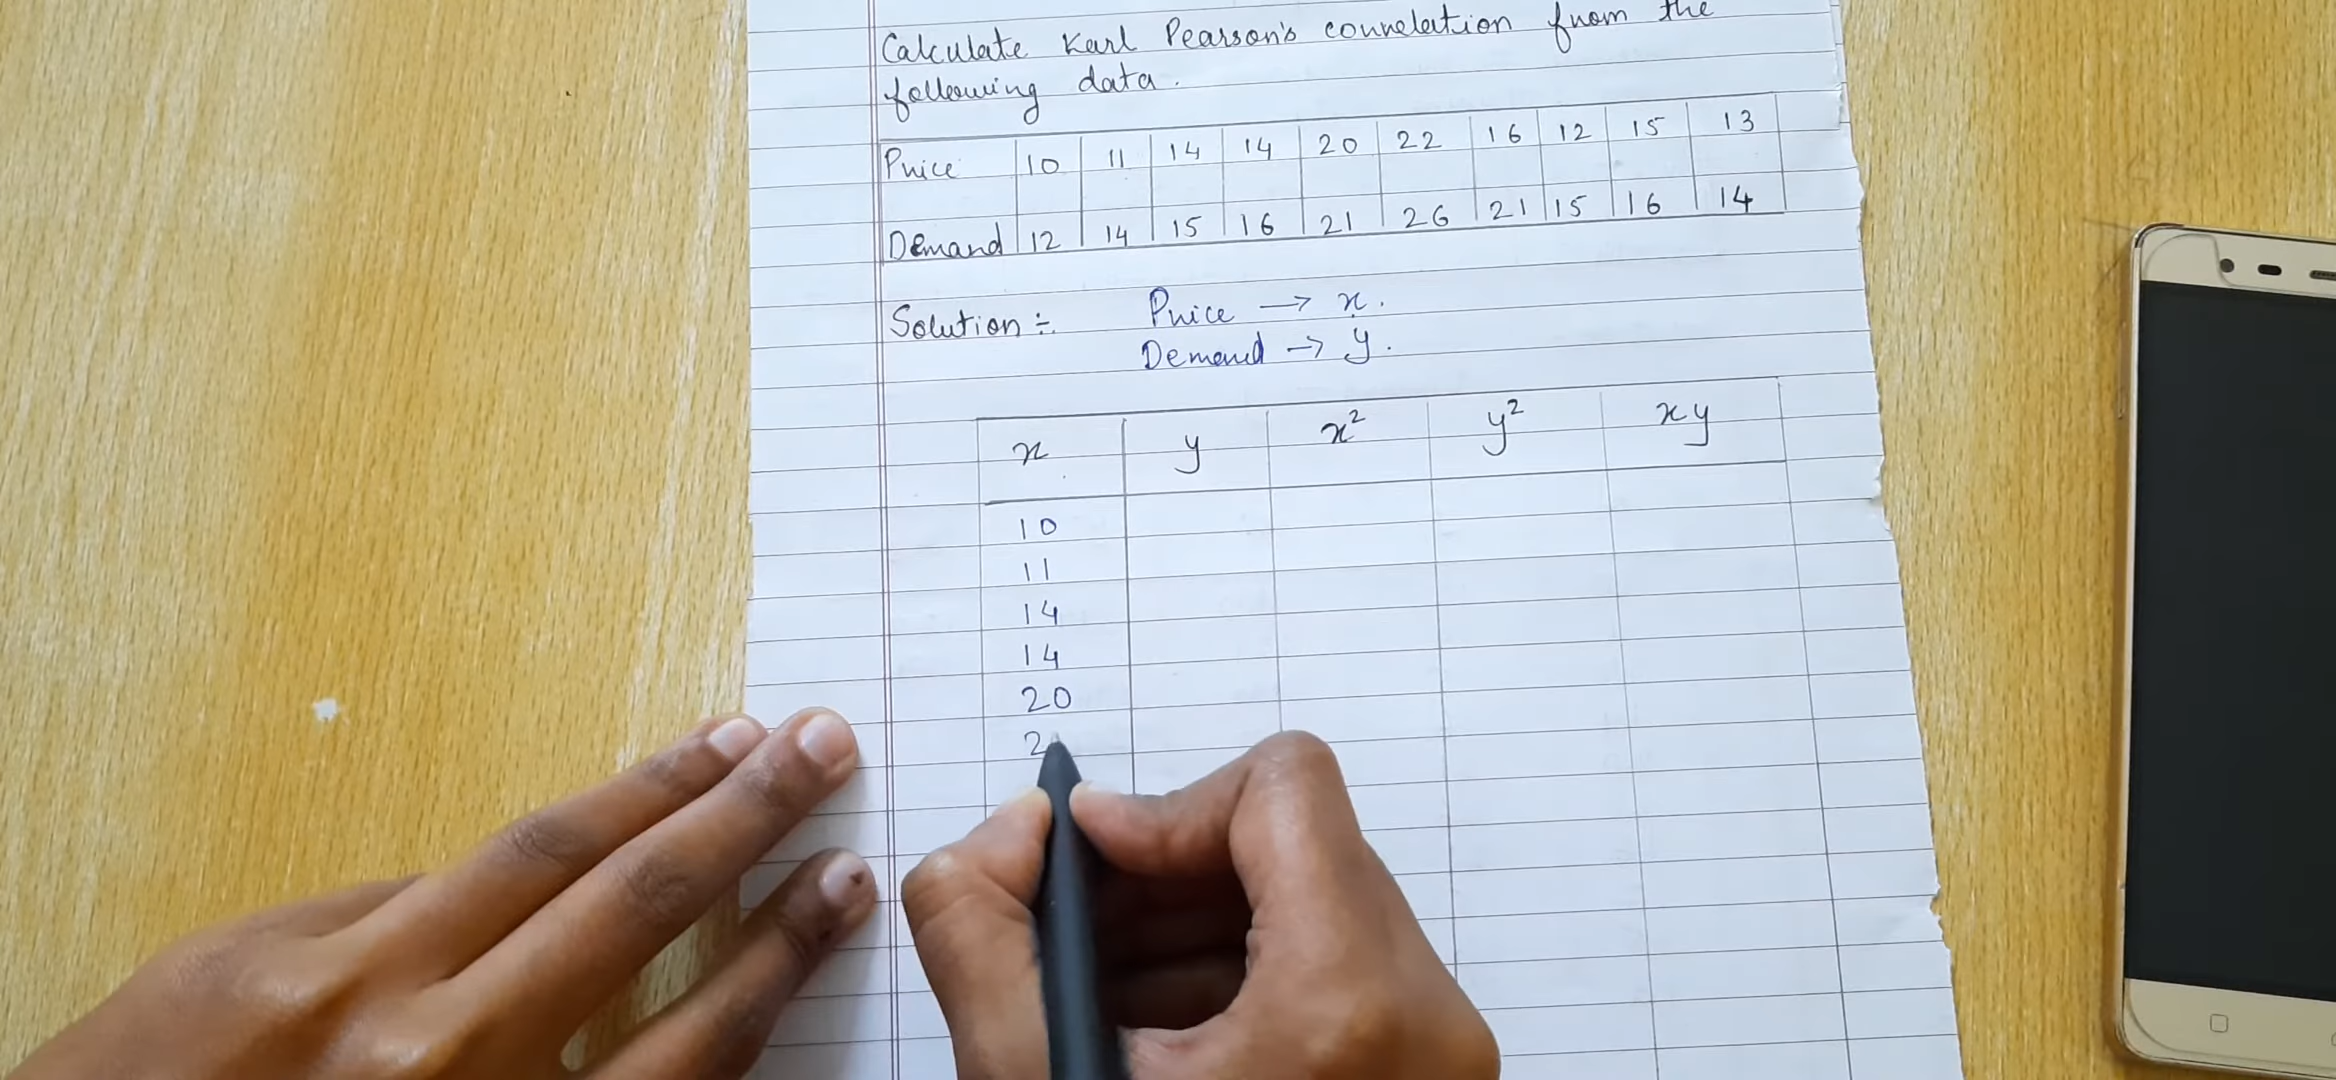 Calculate Karl Pearson's correlation from the
following data.
Price 10 11 14 14 20 22 16 12 15 13
Demand 12 14 15 16 21 26 21 15 16 14
Solution ÷ Price → x.
Demand → y.
x y x² y² xy
10
11
14
14
20
2